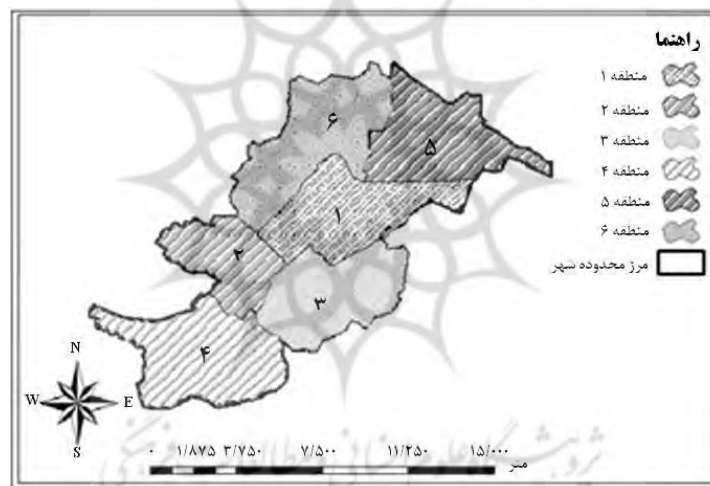 راهنما
منطقه ۱
منطقه ۲
منطقه ۳
منطقه ۴
منطقه ۵
منطقه ۶
مرز محدوده شهر
۶
۵
۱
۲
۳
۴
N
W E
S
۰ ۱/۸۷۵ ۳/۷۵۰ ۷/۵۰۰ ۱۱/۲۵۰ ۱۵/۰۰۰
متر